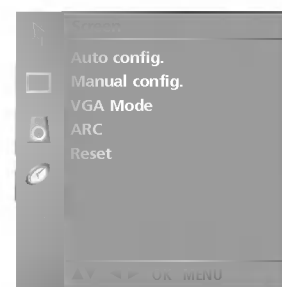 Screen
Auto config.
Manual config.
VGA Mode
ARC
Reset
▲▼ ◄► OK MENU